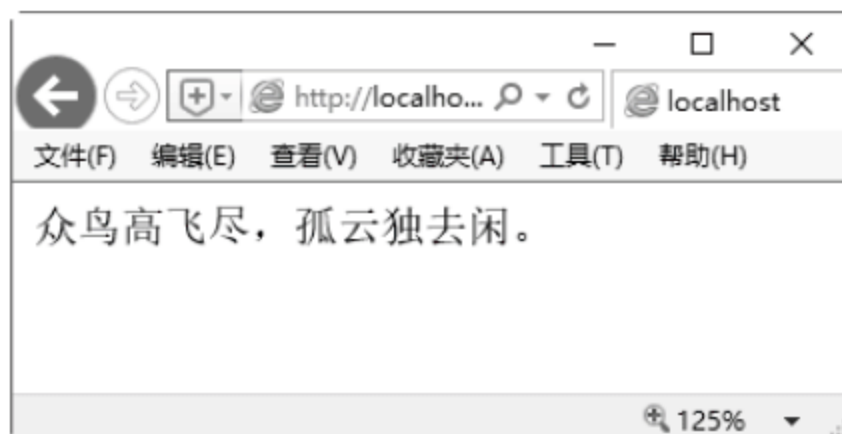 http://localho...
localhost
文件(F) 编辑(E) 查看(V) 收藏夹(A) 工具(T) 帮助(H)
众鸟高飞尽，孤云独去闲。
125%